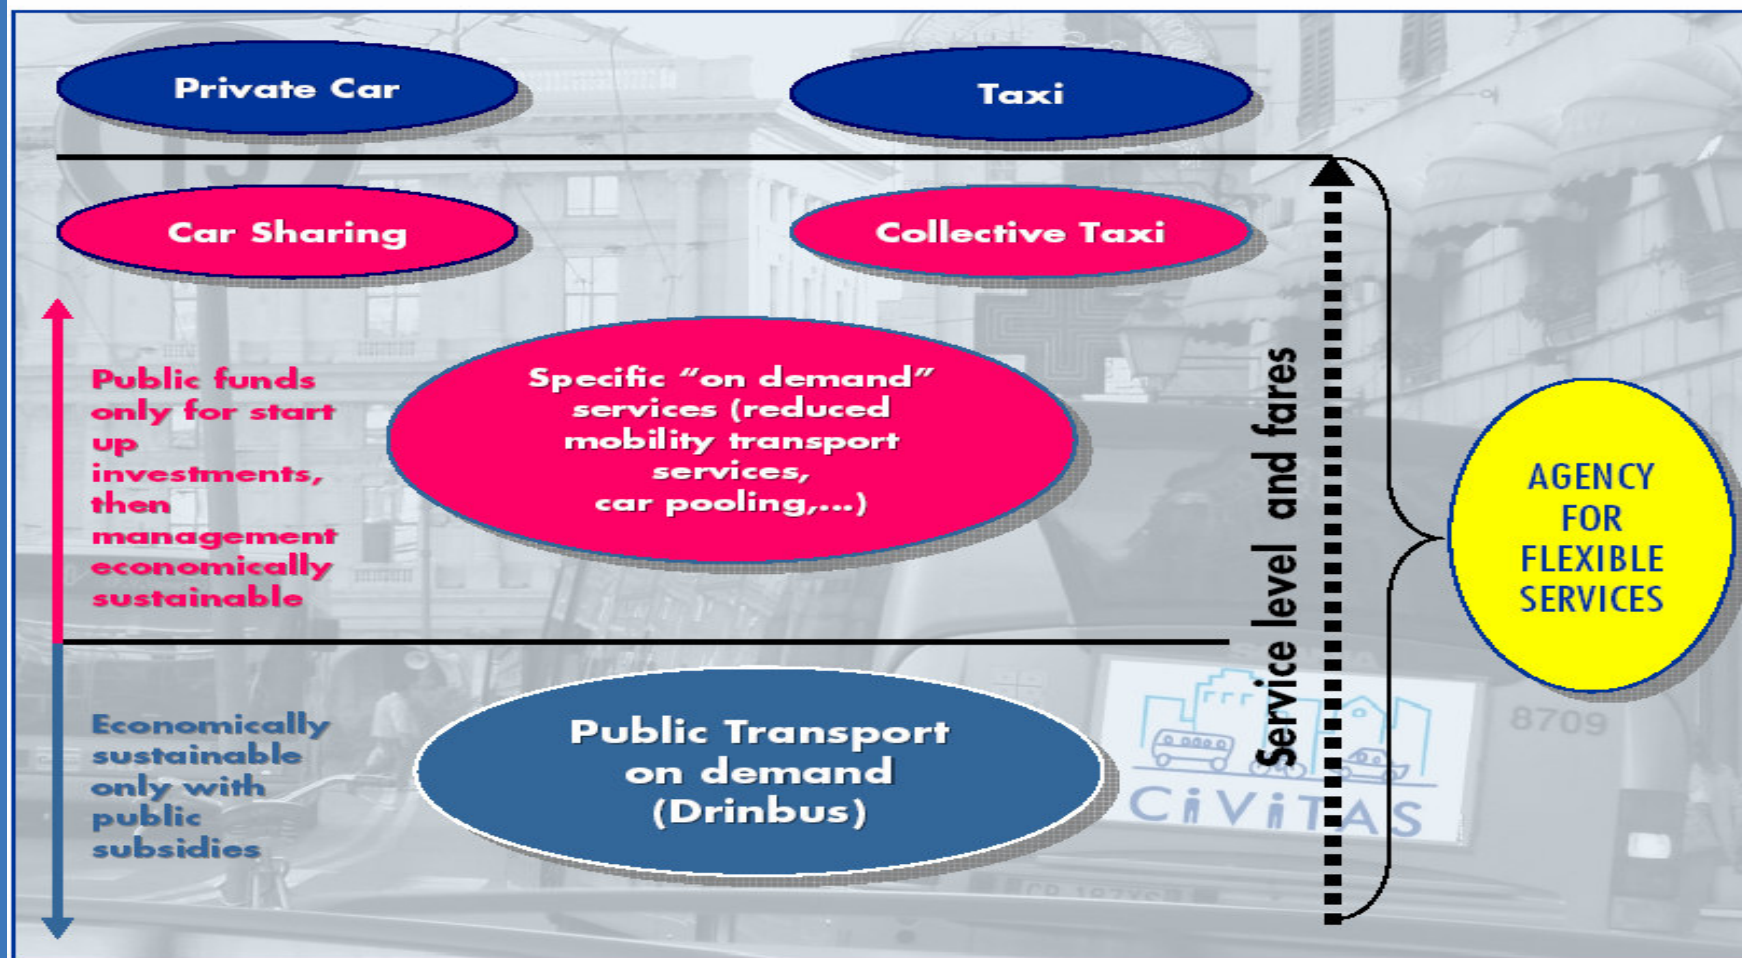 Private Car
Taxi
Car Sharing
Collective Taxi
Public funds
only for start
up
investments,
then
management
economically
sustainable
Specific “on demand”
services (reduced
mobility transport
services,
car pooling,...)
Service level and fares
AGENCY
FOR
FLEXIBLE
SERVICES
Economically
sustainable
only with
public
subsidies
Public Transport
on demand
(Drinbus)
8709
CiViTAS